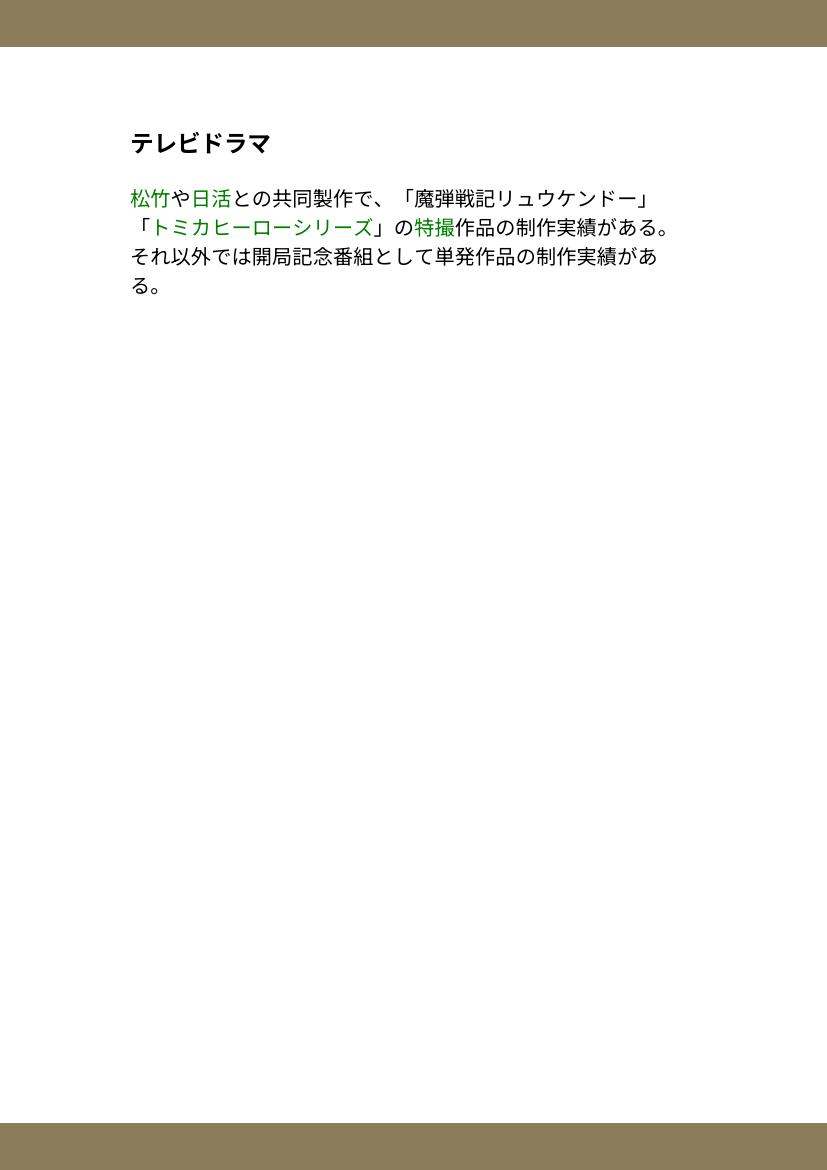 テレビドラマ
松竹や日活との共同製作で、「魔弾戦記リュウケンドー」
「トミカヒーローシリーズ」の特撮作品の制作実績がある。
それ以外では開局記念番組として単発作品の制作実績があ
る。